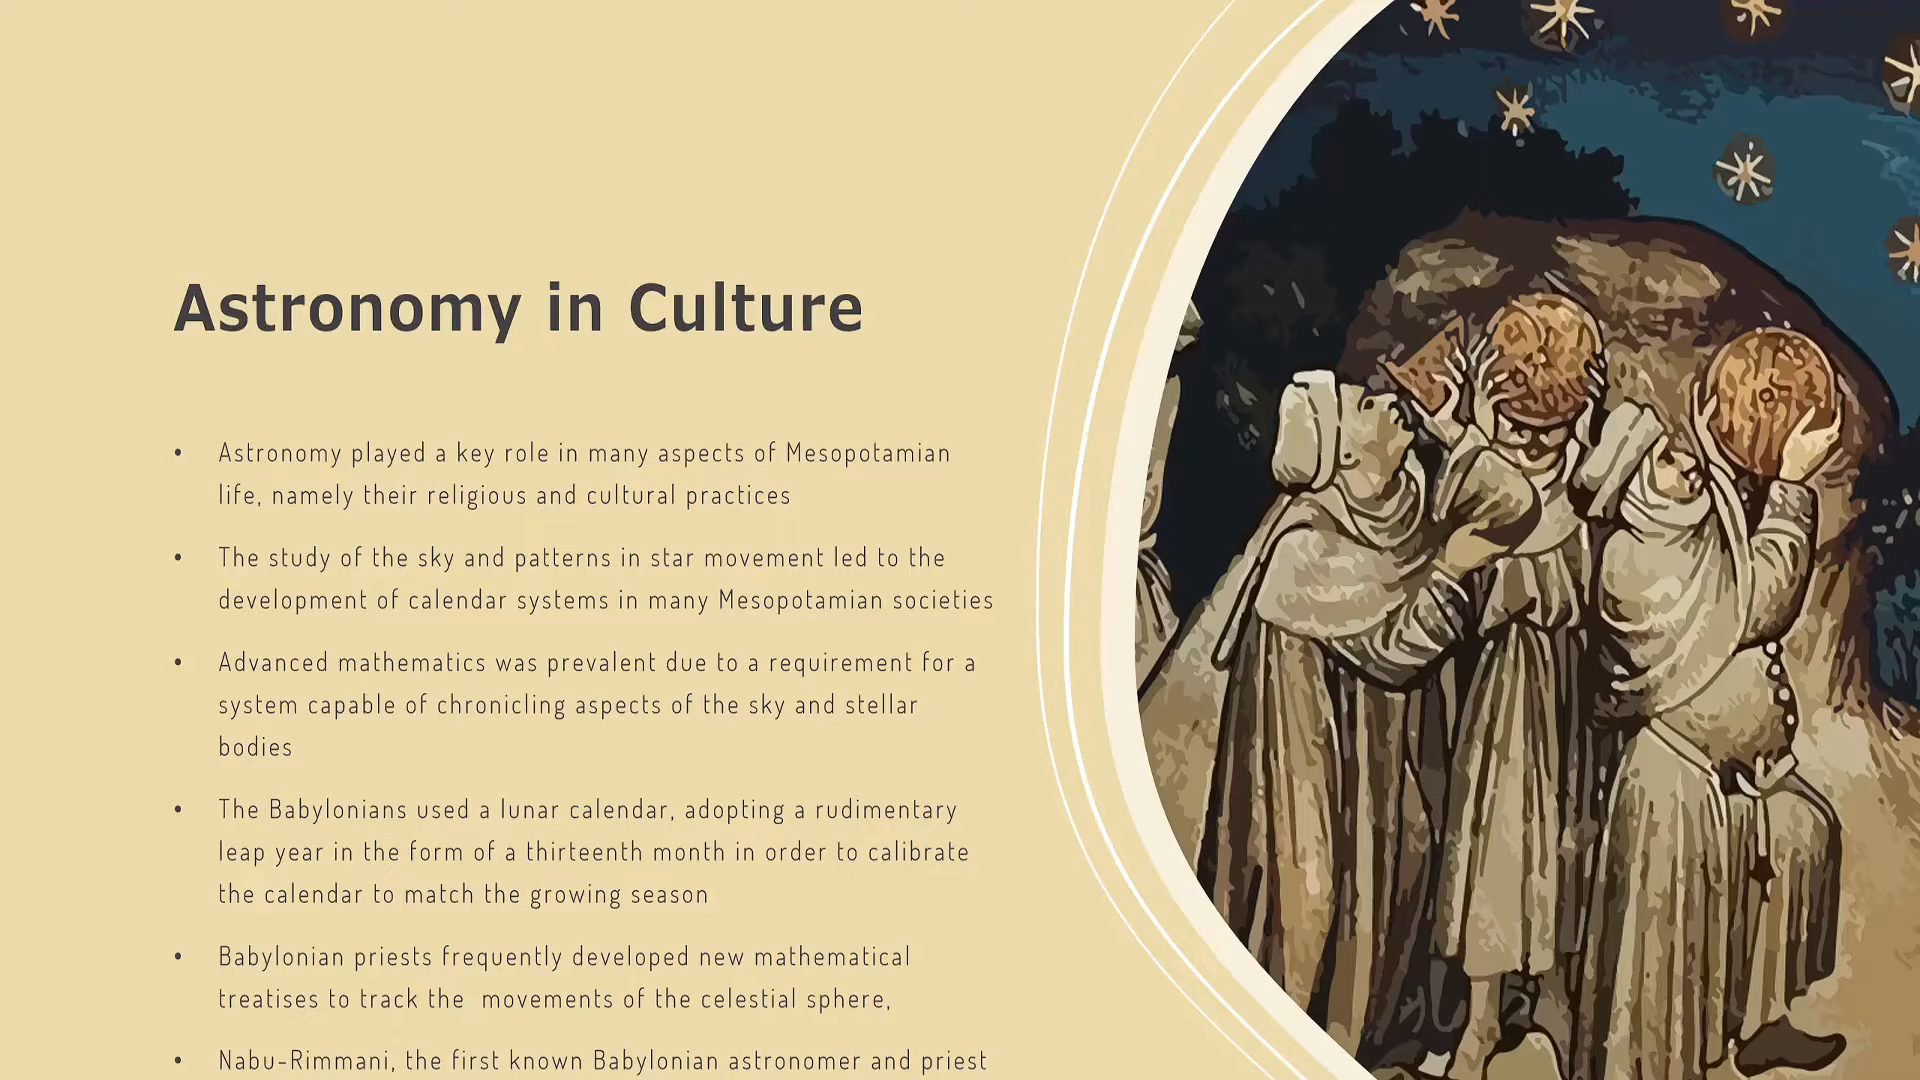 Astronomy in Culture
• Astronomy played a key role in many aspects of Mesopotamian
life, namely their religious and cultural practices
• The study of the sky and patterns in star movement led to the
development of calendar systems in many Mesopotamian societies
• Advanced mathematics was prevalent due to a requirement for a
system capable of chronicling aspects of the sky and stellar
bodies
• The Babylonians used a lunar calendar, adopting a rudimentary
leap year in the form of a thirteenth month in order to calibrate
the calendar to match the growing season
• Babylonian priests frequently developed new mathematical
treatises to track the  movements of the celestial sphere,
• Nabu-Rimmani, the first known Babylonian astronomer and priest